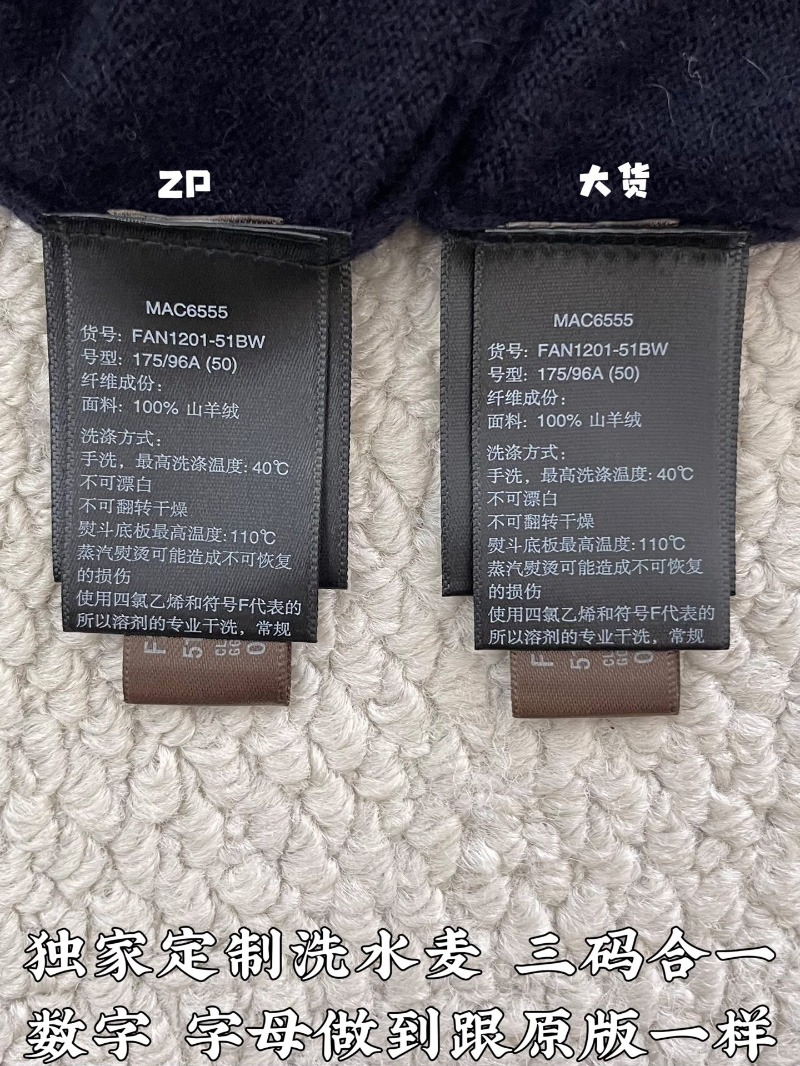 ZP
大货
MAC6555
货号: FAN1201-51BW
号型: 175/96A (50)
纤维成份:
面料: 100% 山羊绒
洗涤方式:
手洗，最高洗涤温度: 40℃
不可漂白
不可翻转干燥
熨斗底板最高温度: 110℃
蒸汽熨烫可能造成不可恢复
的损伤
使用四氯乙烯和符号F代表的
所以溶剂的专业干洗，常规
MAC6555
货号: FAN1201-51BW
号型: 175/96A (50)
纤维成份:
面料: 100% 山羊绒
洗涤方式:
手洗，最高洗涤温度: 40℃
不可漂白
不可翻转干燥
熨斗底板最高温度: 110℃
蒸汽熨烫可能造成不可恢复
的损伤
使用四氯乙烯和符号F代表的
所以溶剂的专业干洗，常规
独家定制洗水麦 三码合一
数字 字母做到跟原版一样